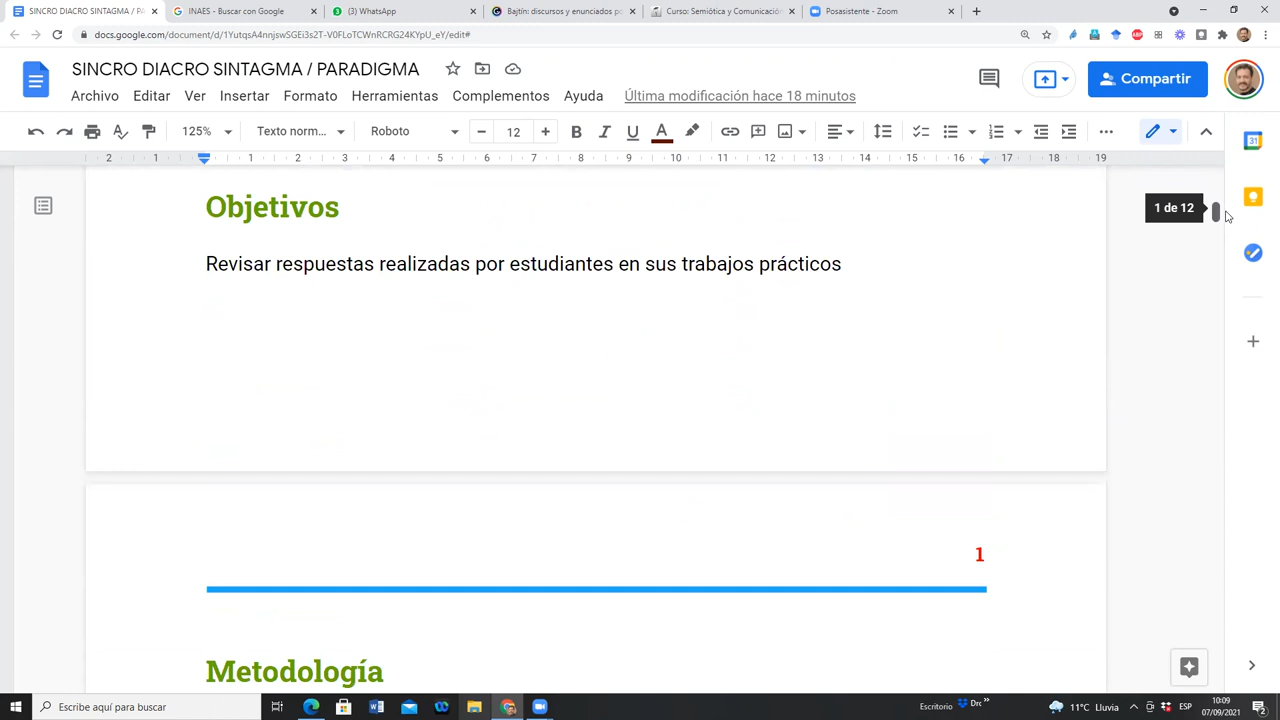 SINCRO DIACRO SINTAGMA / PARADIGM
INAES - Buscar con Google
(3) WhatsApp
Bajtín: discursos y enunciados po
Curso: Semiótica y Comunicación
Posasistente - Zoom
docs.google.com/document/d/1YutqsA4nnjswSGEi3s2T-V0FLoTCWnRCRG24KYpU_eY/edit#
SINCRO DIACRO SINTAGMA / PARADIGMA
Compartir
Archivo Editar Ver Insertar Formato Herramientas Complementos Ayuda Última modificación hace 18 minutos
125% Texto norm... Roboto 12
2 1 1 2 3 4 5 6 7 8 9 10 11 12 13 14 15 16 17 18 19
Objetivos
1 de 12
Revisar respuestas realizadas por estudiantes en sus trabajos prácticos
1
Metodología
Escribe aquí para buscar
Escritorio
11°C Lluvia
ESP
10:09
07/09/2021